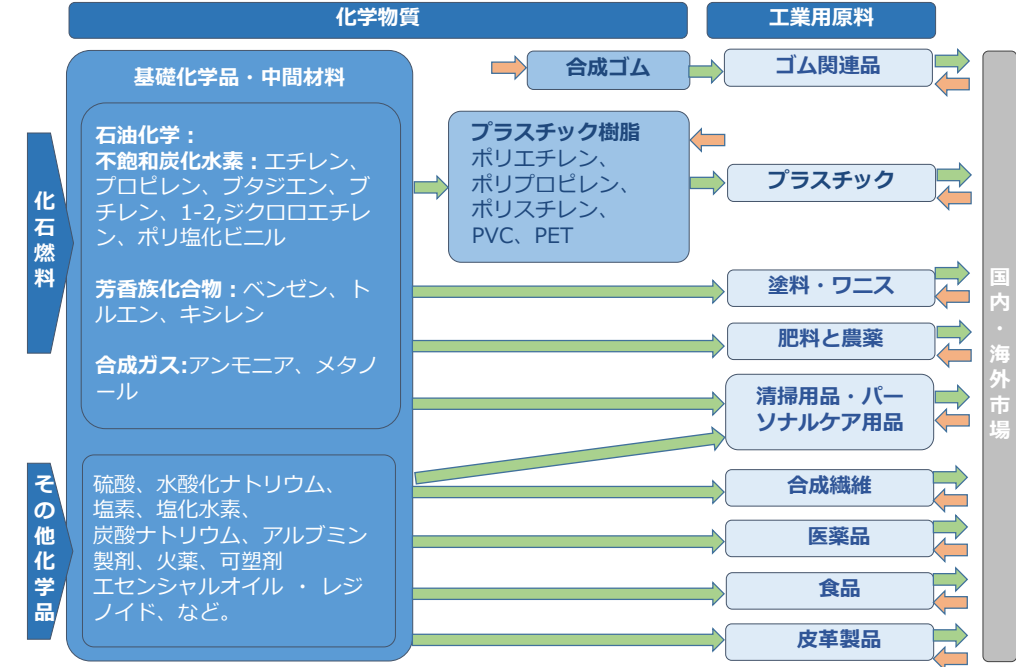 化学物質
工業用原料
化石燃料
その他化学品
基礎化学品・中間材料
石油化学：
不飽和炭化水素：エチレン、
プロピレン、ブタジエン、ブ
チレン、1-2,ジクロロエチレ
ン、ポリ塩化ビニル
芳香族化合物：ベンゼン、ト
ルエン、キシレン
合成ガス:アンモニア、メタノ
ール
硫酸、水酸化ナトリウム、
塩素、塩化水素、
炭酸ナトリウム、アルブミン
製剤、火薬、可塑剤
エセンシャルオイル ・ レジ
ノイド、など。
合成ゴム
プラスチック樹脂
ポリエチレン、
ポリプロピレン、
ポリスチレン、
PVC、PET
ゴム関連品
プラスチック
塗料・ワニス
肥料と農薬
清掃用品・パー
ソナルケア用品
合成繊維
医薬品
食品
皮革製品
国内・海外市場